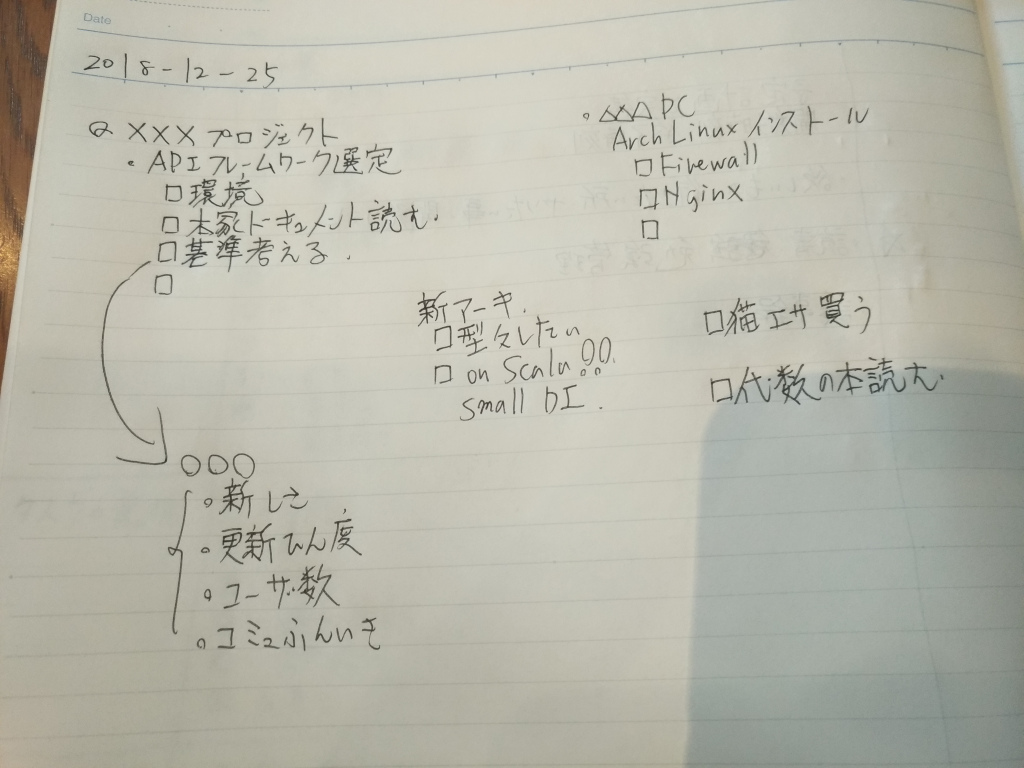 Date
2018-12-25
×××プロジェクト
・APIフレームワーク選定
□環境
□本家ドキュメント読む.
□基準考える.
□
。△△△PC
Arch Linux インストール
□Firewall
□Nginx
□
新アーキ.
□型欠したい
□ on Scala!!.
small DI.
□猫エサ買う
□代数の本読む.
○○○
。新しさ
。更新ひん度
。ユーザ数
。コミュふんいき